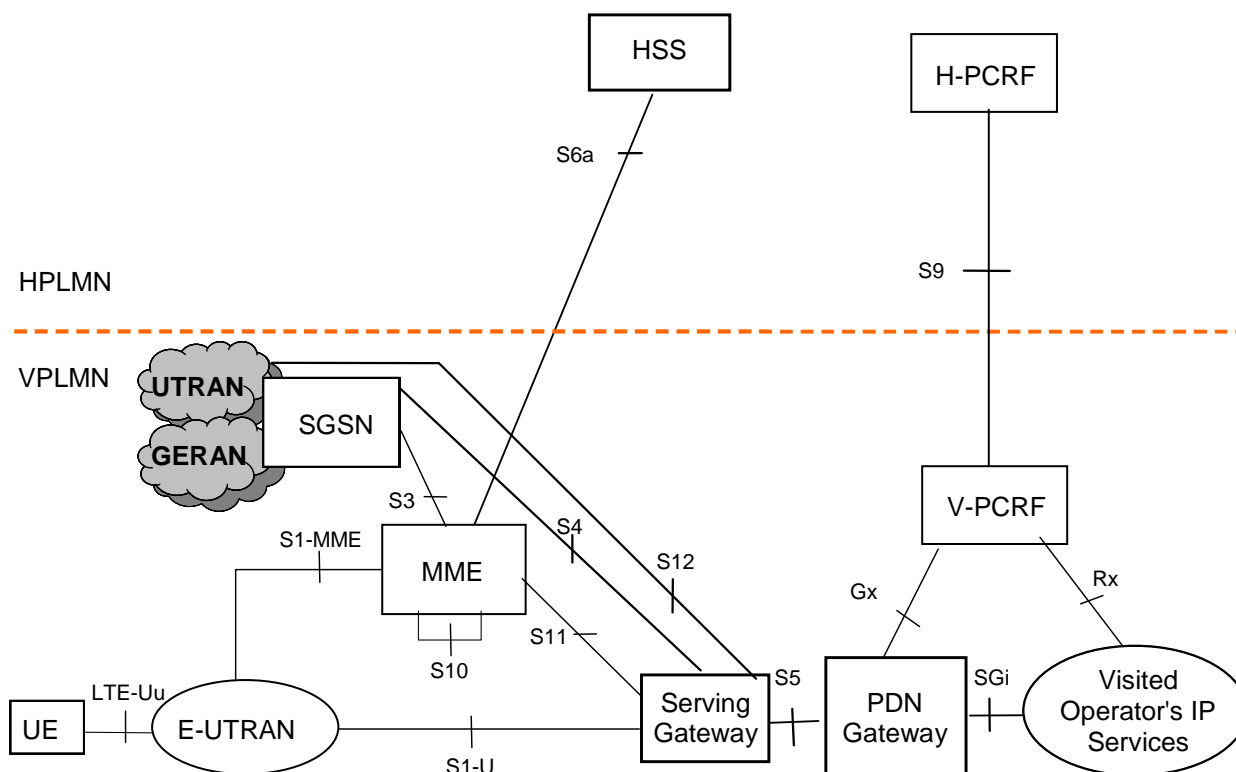 HSS
H-PCRF
S6a
S9
HPLMN
VPLMN
UTRAN
SGSN
GERAN
S3
S4
V-PCRF
S1-MME
MME
S12
Gx
Rx
S11
S10
LTE-Uu
S5
SGi
UE
E-UTRAN
Serving
Gateway
PDN
Gateway
Visited
Operator's IP
Services
S1-U